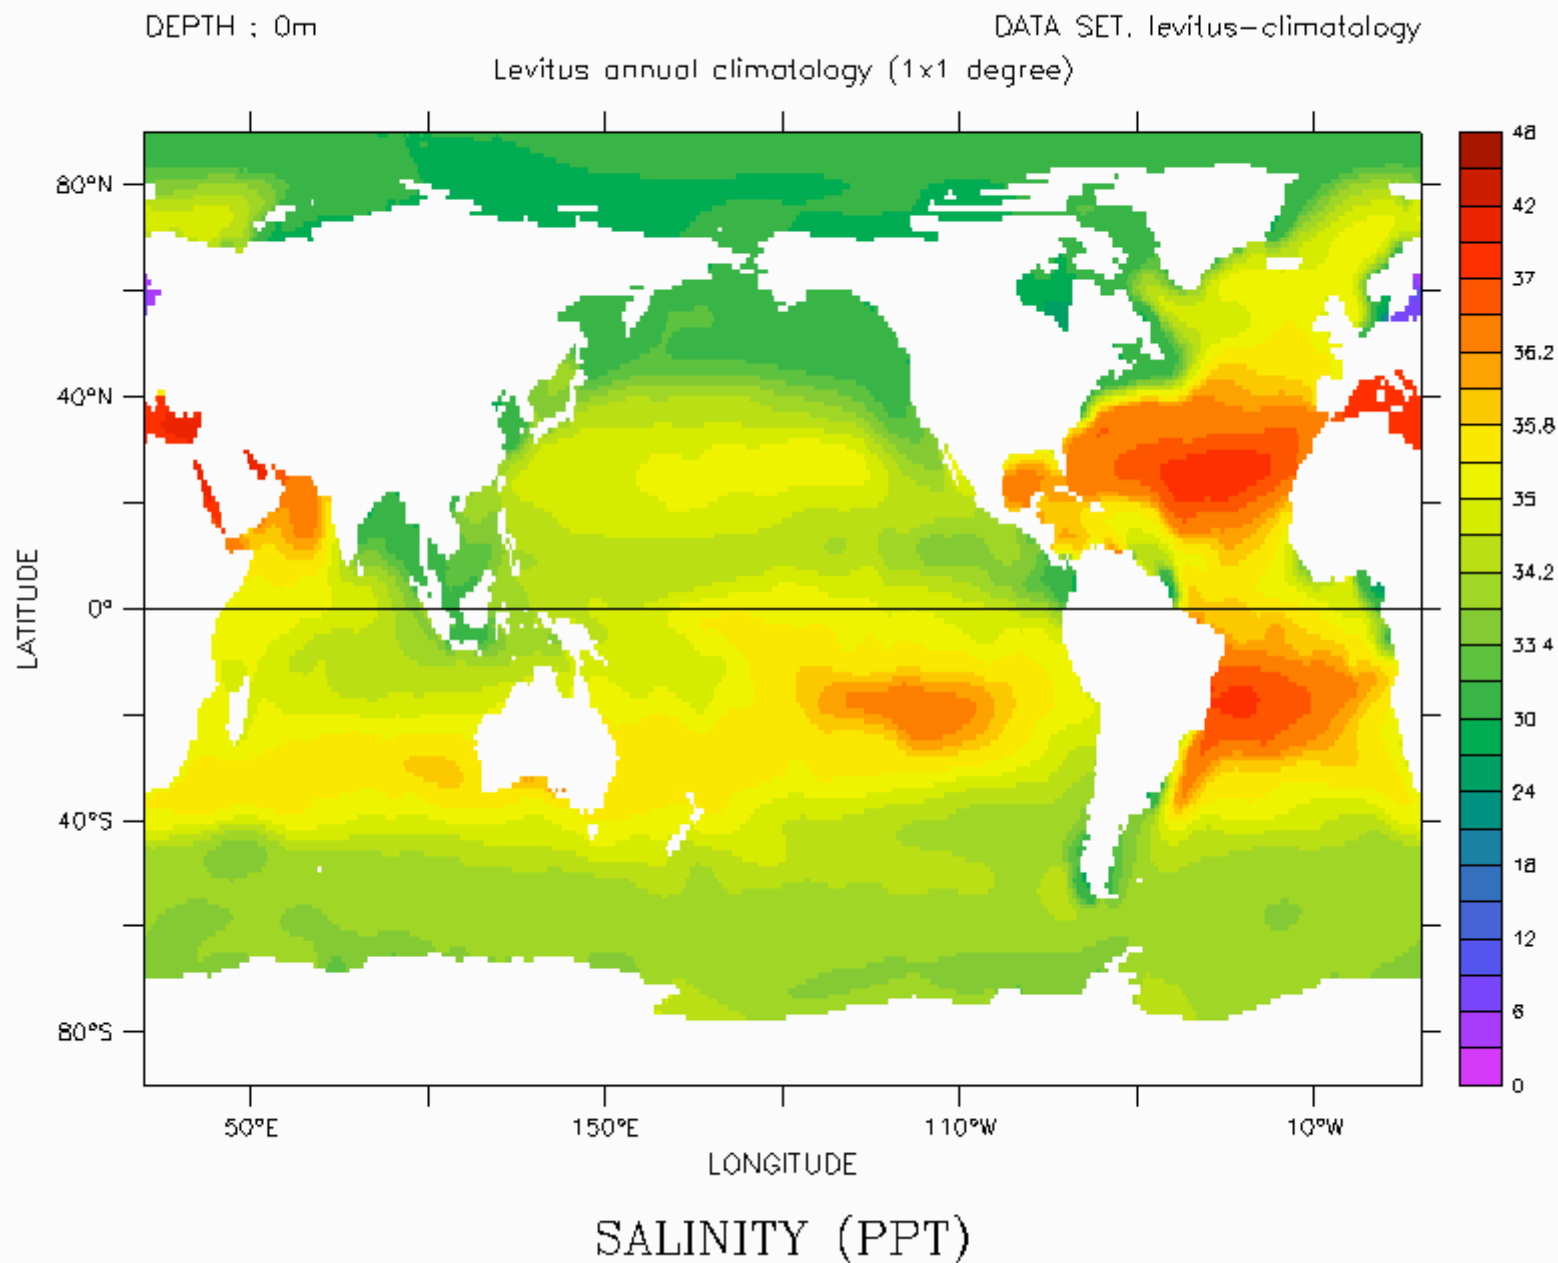 DEPTH : 0m
DATA SET. levitus-climatology
Levitus annual climatology (1x1 degree)
80°N
40°N
0°
40°S
80°S
LATITUDE
50°E
150°E
110°W
10°W
LONGITUDE
48
42
37
36.2
35.8
35
34.2
33 4
30
24
18
12
6
0
SALINITY (PPT)